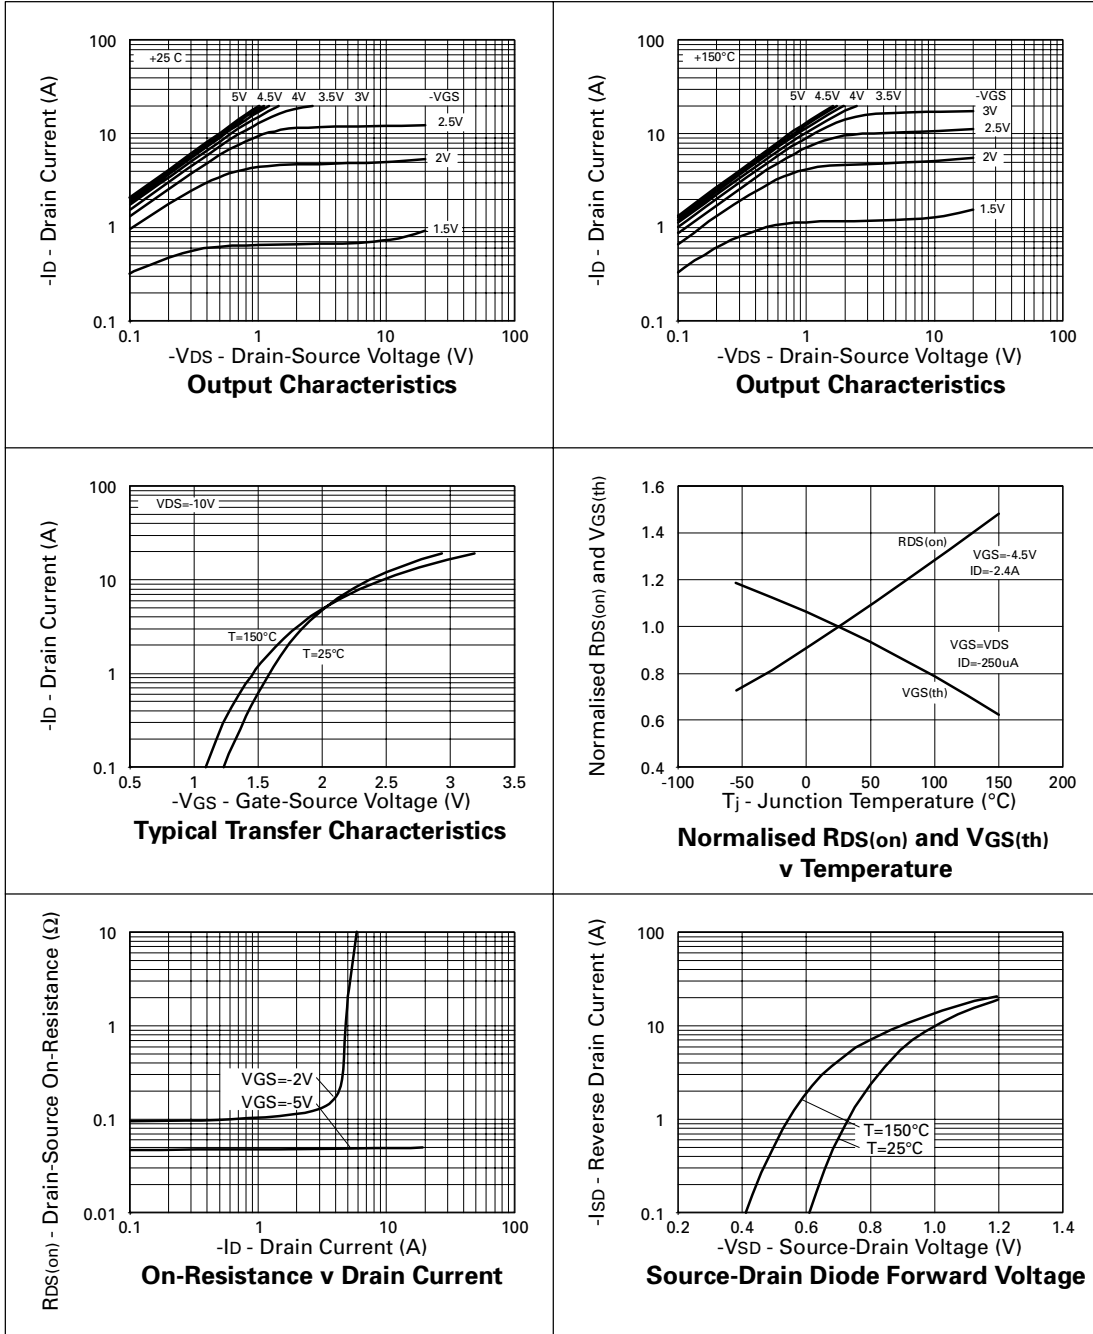 100
10
1
0.1
+25 C
5V 4.5V 4V 3.5V 3V -VGS
2.5V
2V
1.5V
0.1 1 10 100
-ID - Drain Current (A)
-VDS - Drain-Source Voltage (V)
Output Characteristics
100
10
1
0.1
+150°C
5V 4.5V 4V 3.5V -VGS
3V
2.5V
2V
1.5V
0.1 1 10 100
-ID - Drain Current (A)
-VDS - Drain-Source Voltage (V)
Output Characteristics
100
10
1
0.1
VDS=-10V
T=150°C
T=25°C
0.5 1 1.5 2 2.5 3 3.5
-ID - Drain Current (A)
-VGS - Gate-Source Voltage (V)
Typical Transfer Characteristics
1.6
1.4
1.2
1.0
0.8
0.6
0.4
RDS(on)
VGS=-4.5V
ID=-2.4A
VGS=VDS
ID=-250uA
VGS(th)
-100 -50 0 50 100 150 200
Normalised RDS(on) and VGS(th)
Tj - Junction Temperature (°C)
Normalised RDS(on) and VGS(th)
v Temperature
10
1
0.1
0.01
VGS=-2V
VGS=-5V
0.1 1 10 100
RDS(on) - Drain-Source On-Resistance (Ω)
-ID - Drain Current (A)
On-Resistance v Drain Current
100
10
1
0.1
T=150°C
T=25°C
0.2 0.4 0.6 0.8 1.0 1.2 1.4
-ISD - Reverse Drain Current (A)
-VSD - Source-Drain Voltage (V)
Source-Drain Diode Forward Voltage